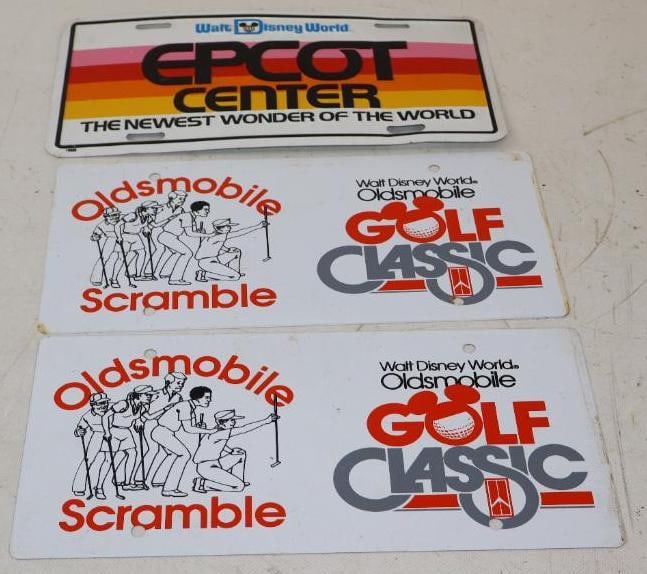 Walt Disney World
EPCOT
CENTER
THE NEWEST WONDER OF THE WORLD
Oldsmobile
Scramble
Walt Disney World®
Oldsmobile
GOLF
CLASSIC
Oldsmobile
Scramble
Walt Disney World®
Oldsmobile
GOLF
CLASSIC